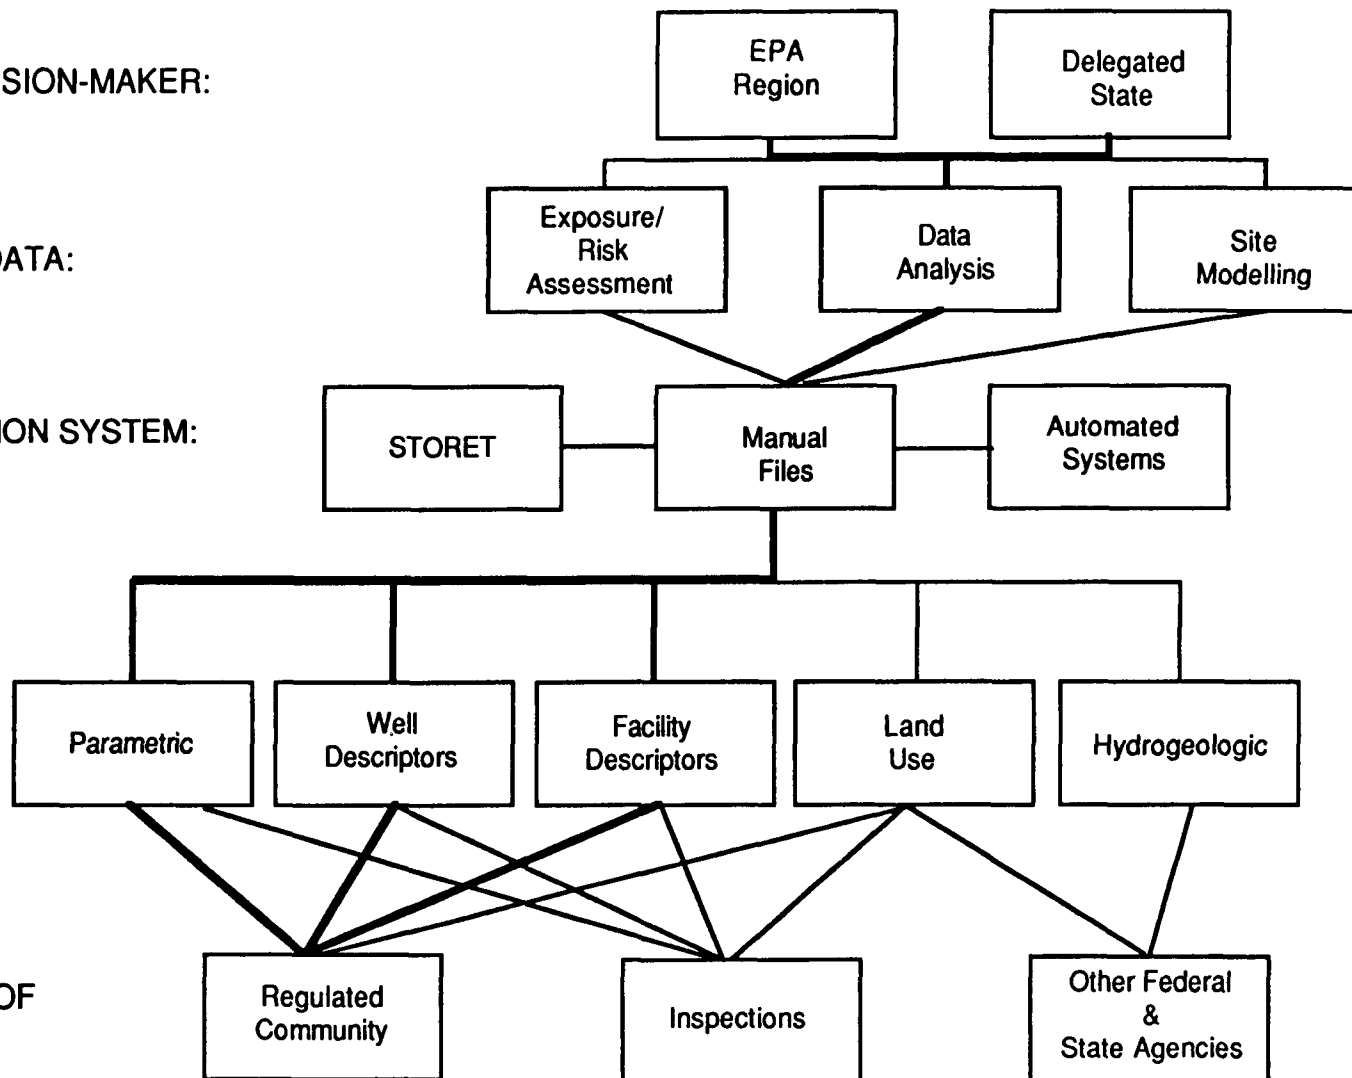 SION-MAKER:
EPA
Region
Delegated
State
DATA:
Exposure/
Risk
Assessment
Data
Analysis
Site
Modelling
ION SYSTEM:
STORET
Manual
Files
Automated
Systems
Parametric
Well
Descriptors
Facility
Descriptors
Land
Use
Hydrogeologic
OF
Regulated
Community
Inspections
Other Federal
&
State Agencies